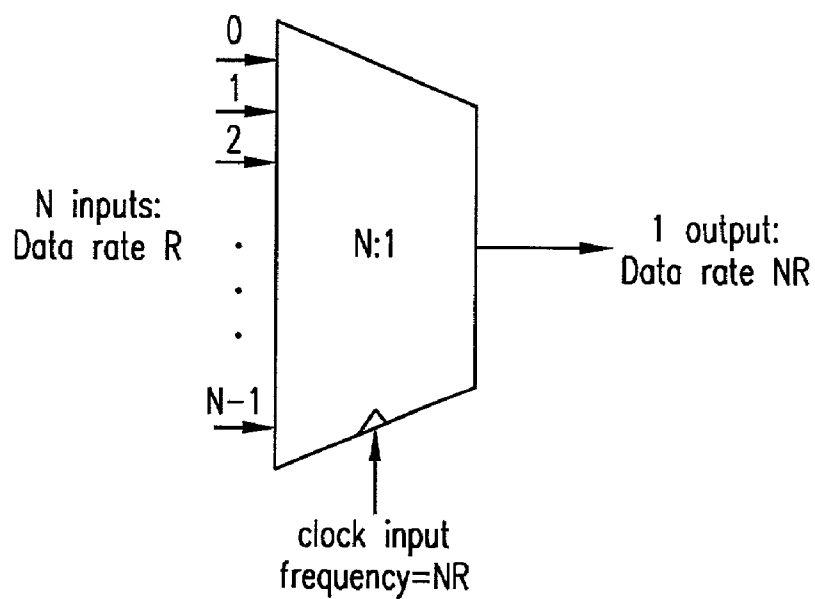 0
1
2
N inputs:
Data rate R
.
.
.
N:1
1 output:
Data rate NR
N-1
clock input
frequency=NR